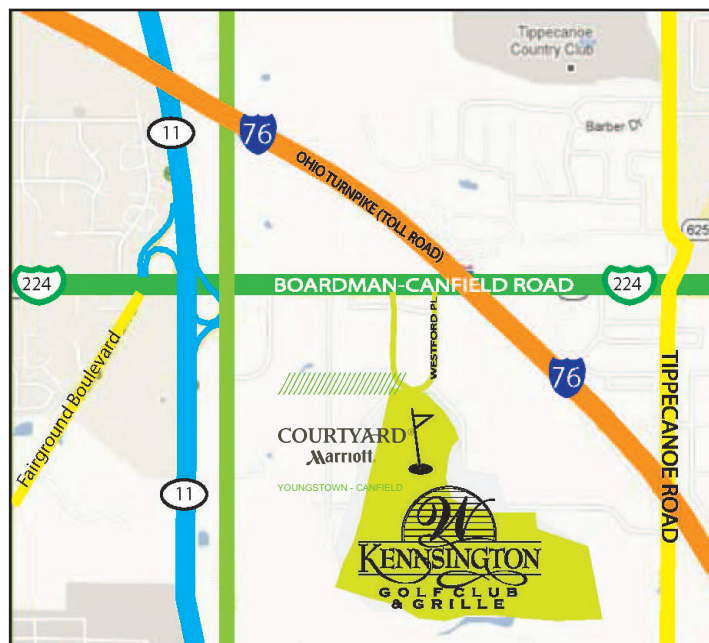 Tippecanoe
Country Club
11
76
Barber
OHIO TURNPIKE (TOLL ROAD)
625
224
BOARDMAN-CANFIELD ROAD
224
WESTFORD PL
Fairground Boulevard
76
TIPPECANOE ROAD
COURTYARD®
Marriott
YOUNGSTOWN - CANFIELD
11
W
KENNSINGTON
GOLF CLUB
& GRILLE